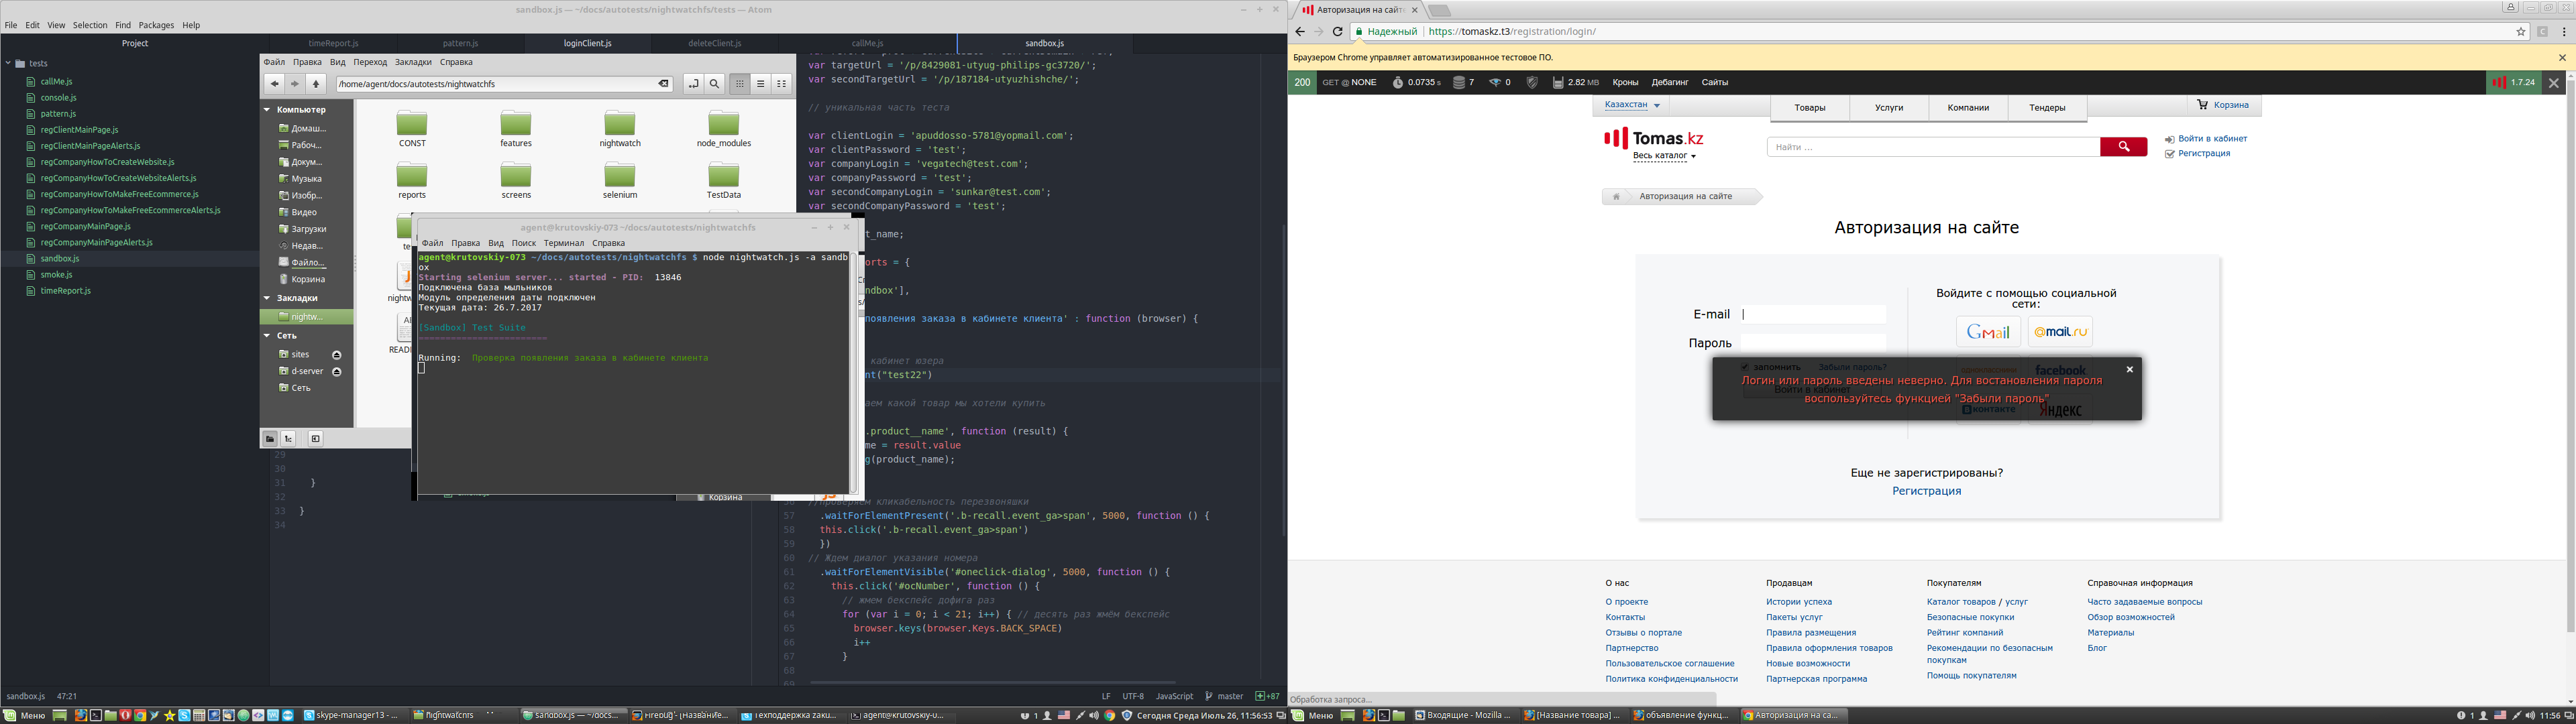 sandbox.js — ~/docs/autotests/nightwatchfs/tests — Atom
File Edit View Selection Find Packages Help
Project
timeReport.js pattern.js loginClient.js deleteClient.js callMe.js sandbox.js
tests
callMe.js
console.js
pattern.js
regClientMainPage.js
regClientMainPageAlerts.js
regCompanyHowToCreateWebsite.js
regCompanyHowToCreateWebsiteAlerts.js
regCompanyHowToMakeFreeEcommerce.js
regCompanyHowToMakeFreeEcommerceAlerts.js
regCompanyMainPage.js
regCompanyMainPageAlerts.js
sandbox.js
smoke.js
timeReport.js
Файл Правка Вид Переход Закладки Справка
/home/agent/docs/autotests/nightwatchfs
Компьютер
Домаш...
Рабоч...
Докум...
Музыка
Изобр...
Видео
Загрузки
Недав...
Файло...
Корзина
Закладки
nightw...
Сеть
sites
d-server
Сеть
CONST features nightwatch node_modules
reports screens selenium TestData
agent@krutovskiy-073 ~/docs/autotests/nightwatchfs
Файл Правка Вид Поиск Терминал Справка
agent@krutovskiy-073 ~/docs/autotests/nightwatchfs $ node nightwatch.js -a sandb
ox
Starting selenium server... started - PID: 13846
Подключена база мыльников
Модуль определения даты подключен
Текущая дата: 26.7.2017
[Sandbox] Test Suite
========================
Running: Проверка появления заказа в кабинете клиента
29
30
31 }
32
33 }
34
var targetUrl = '/p/8429081-utyug-philips-gc3720/';
var secondTargetUrl = '/p/187184-utyuzhishche/';
// уникальная часть теста
var clientLogin = 'apuddosso-5781@yopmail.com';
var clientPassword = 'test';
var companyLogin = 'vegatech@test.com';
var companyPassword = 'test';
var secondCompanyLogin = 'sunkar@test.com';
var secondCompanyPassword = 'test';
t_name;
orts = {
ndbox'],
появления заказа в кабинете клиента' : function (browser) {
кабинет юзера
nt("test22")
аем какой товар мы хотели купить
.product__name', function (result) {
me = result.value
g(product_name);
//проверяем кликабельность перезвоняшки
57 .waitForElementPresent('.b-recall.event_ga>span', 5000, function () {
58 this.click('.b-recall.event_ga>span')
59 })
60 // Ждем диалог указания номера
61 .waitForElementVisible('#oneclick-dialog', 5000, function () {
62 this.click('#ocNumber', function () {
63 // жмем бекспейс дофига раз
64 for (var i = 0; i < 21; i++) { // десять раз жмём бекспейс
65 browser.keys(browser.Keys.BACK_SPACE)
66 i++
67 }
68
sandbox.js 47:21 LF UTF-8 JavaScript master +87
Меню skype-manager13 - ... nightwatchfs sandbox.js — ~/docs... Firebug - [Название... Техподдержка заку... agent@krutovskiy-0... 1 Сегодня Среда Июль 26, 11:56:53
Авторизация на сайт
Надежный https://tomaskz.t3/registration/login/
Браузером Chrome управляет автоматизированное тестовое ПО.
200 GET @ NONE 0.0735 s 7 0 2.82 MB Кроны Дебагинг Сайты 1.7.24
Казахстан Товары Услуги Компании Тендеры Корзина
Tomas.kz
Весь каталог
Найти ...
Войти в кабинет
Регистрация
Авторизация на сайте
Авторизация на сайте
E-mail
Пароль
запомнить Забыли пароль?
Войти в кабинет
Войдите с помощью социальной
сети:
Gmail @mail.ru
одноклассники facebook
контакте Яндекс
Логин или пароль введены неверно. Для востановления пароля
воспользуйтесь функцией "Забыли пароль"
Еще не зарегистрированы?
Регистрация
О нас
О проекте
Контакты
Отзывы о портале
Партнерство
Пользовательское соглашение
Политика конфиденциальности
Продавцам
Истории успеха
Пакеты услуг
Правила размещения
Правила оформления товаров
Новые возможности
Партнерская программа
Покупателям
Каталог товаров / услуг
Безопасные покупки
Рейтинг компаний
Рекомендации по безопасным
покупкам
Помощь покупателям
Справочная информация
Часто задаваемые вопросы
Обзор возможностей
Материалы
Блог
Обработка запроса...
Меню Входящие - Mozilla ... [Название товара] ... объявление функц... Авторизация на са... 1 11:56